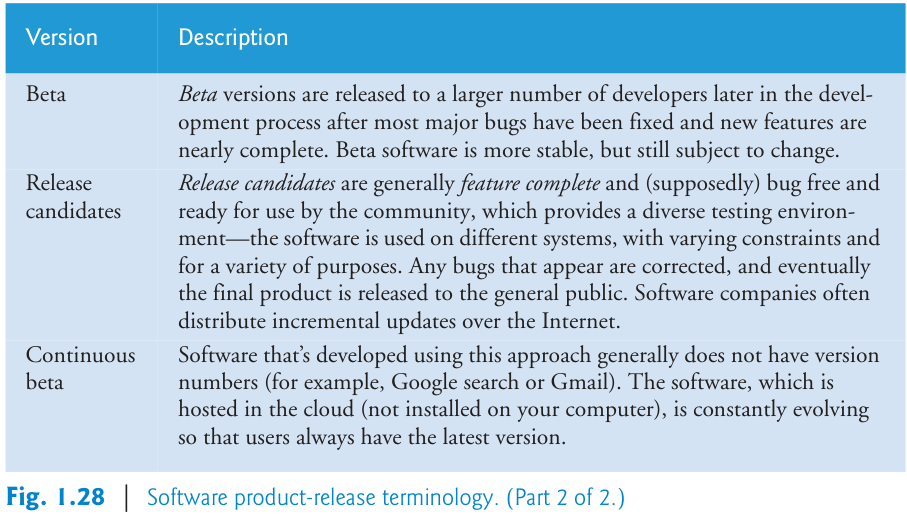 Version Description
Beta
Beta versions are released to a larger number of developers later in the devel-
opment process after most major bugs have been fixed and new features are
nearly complete. Beta software is more stable, but still subject to change.
Release
candidates
Release candidates are generally feature complete and (supposedly) bug free and
ready for use by the community, which provides a diverse testing environ-
ment—the software is used on different systems, with varying constraints and
for a variety of purposes. Any bugs that appear are corrected, and eventually
the final product is released to the general public. Software companies often
distribute incremental updates over the Internet.
Continuous
beta
Software that’s developed using this approach generally does not have version
numbers (for example, Google search or Gmail). The software, which is
hosted in the cloud (not installed on your computer), is constantly evolving
so that users always have the latest version.
Fig. 1.28 | Software product-release terminology. (Part 2 of 2.)